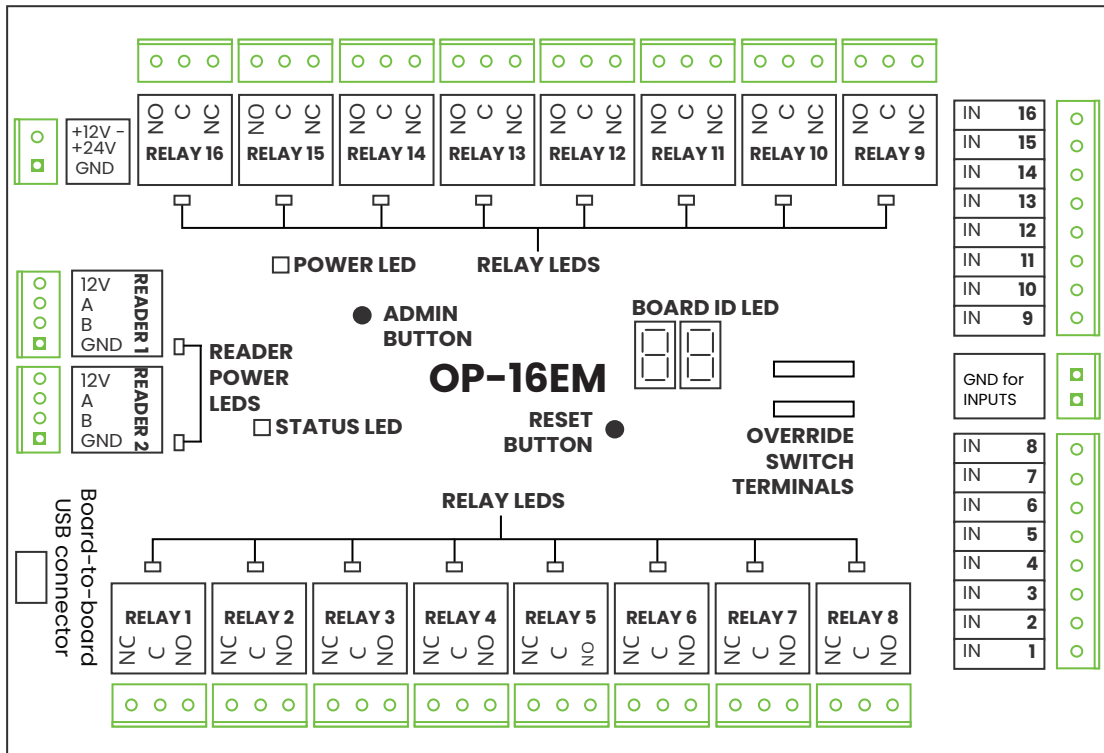 NO C NC NO C NC NO C NC NO C NC NO C NC NO C NC NO C NC NO C NC
RELAY 16 RELAY 15 RELAY 14 RELAY 13 RELAY 12 RELAY 11 RELAY 10 RELAY 9
+12V -
+24V
GND
IN 16
IN 15
IN 14
IN 13
IN 12
IN 11
IN 10
IN 9
POWER LED
RELAY LEDS
12V
A
B
GND
READER 1
ADMIN
BUTTON
BOARD ID LED
READER
POWER
LEDS
OP-16EM
12V
A
B
GND
READER 2
STATUS LED
RESET
BUTTON
OVERRIDE
SWITCH
TERMINALS
GND for
INPUTS
IN 8
IN 7
IN 6
IN 5
IN 4
IN 3
IN 2
IN 1
Board-to-board
USB connector
RELAY LEDS
RELAY 1 RELAY 2 RELAY 3 RELAY 4 RELAY 5 RELAY 6 RELAY 7 RELAY 8
NC C NO NC C NO NC C NO NC C NO NC C NO NC C NO NC C NO NC C NO